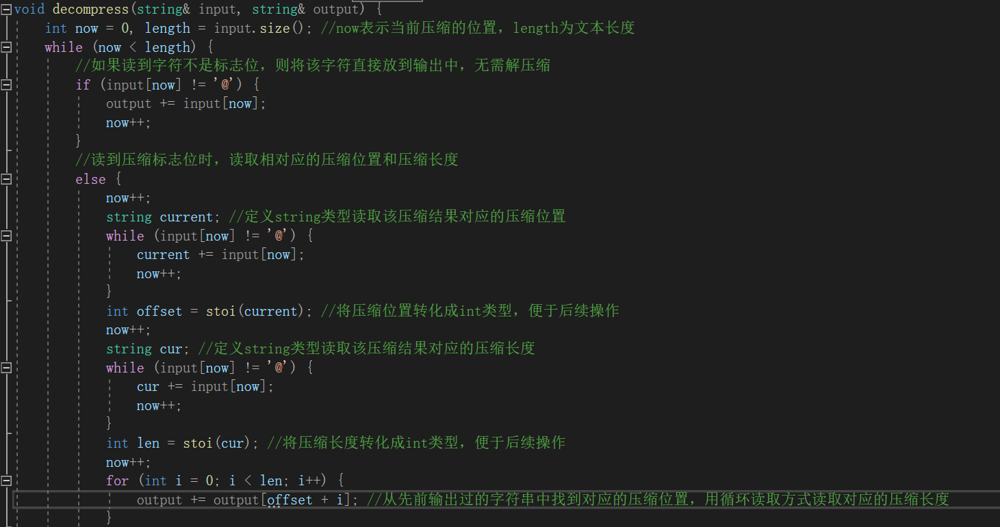 void decompress(string& input, string& output) {
    int now = 0, length = input.size(); //now表示当前压缩的位置，length为文本长度
    while (now < length) {
        //如果读到字符不是标志位，则将该字符直接放到输出中，无需解压缩
        if (input[now] != '@') {
            output += input[now];
            now++;
        }
        //读到压缩标志位时，读取相对应的压缩位置和压缩长度
        else {
            now++;
            string current; //定义string类型读取该压缩结果对应的压缩位置
            while (input[now] != '@') {
                current += input[now];
                now++;
            }
            int offset = stoi(current); //将压缩位置转化成int类型，便于后续操作
            now++;
            string cur; //定义string类型读取该压缩结果对应的压缩长度
            while (input[now] != '@') {
                cur += input[now];
                now++;
            }
            int len = stoi(cur); //将压缩长度转化成int类型，便于后续操作
            now++;
            for (int i = 0; i < len; i++) {
                output += output[offset + i]; //从先前输出过的字符串中找到对应的压缩位置，用循环读取方式读取对应的压缩长度
            }